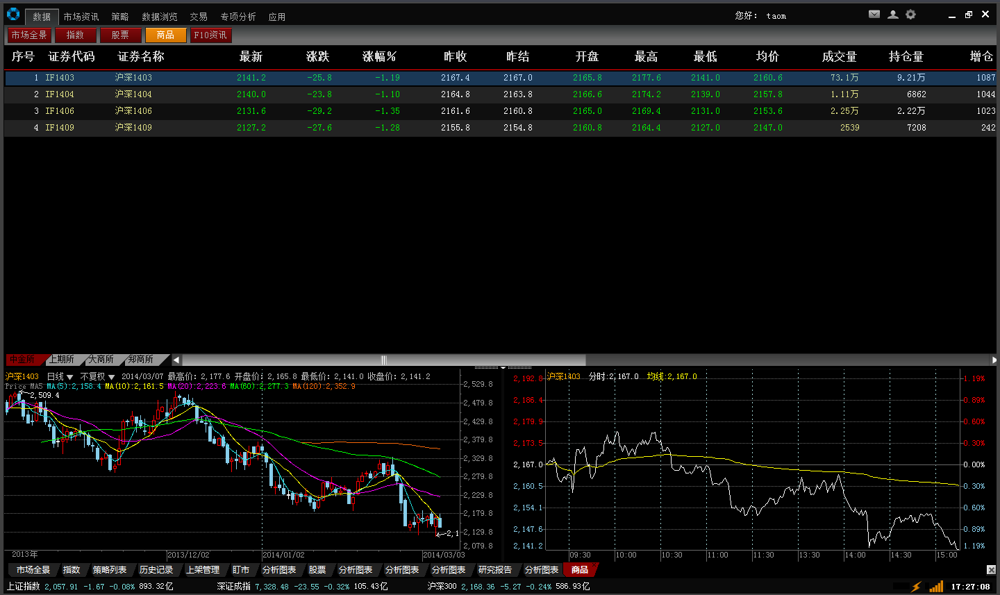 数据 市场资讯 策略 数据浏览 交易 专项分析 应用 您好： taom
市场全景 指数 股票 商品 F10资讯
序号 证券代码 证券名称 最新 涨跌 涨幅% 昨收 昨结 开盘 最高 最低 均价 成交量 持仓量 增仓
1 IF1403 沪深1403 2141.2 -25.8 -1.19 2167.4 2167.0 2165.8 2177.6 2141.0 2160.6 73.1万 9.21万 1087
2 IF1404 沪深1404 2140.0 -23.8 -1.10 2164.8 2163.8 2166.6 2174.2 2139.0 2157.8 1.11万 6862 1044
3 IF1406 沪深1406 2131.6 -29.2 -1.35 2161.6 2160.8 2165.0 2169.4 2131.0 2153.6 2.25万 2.22万 1023
4 IF1409 沪深1409 2127.2 -27.6 -1.28 2155.8 2154.8 2160.8 2164.4 2127.0 2147.0 2539 7208 242
中金所 上期所 大商所 郑商所
沪深1403 日线 不复权 2014/03/07 最高价: 2,177.6 开盘价: 2,165.8 最低价: 2,141.0 收盘价: 2,141.2
Price MA5 MA(5):2,158.4 MA(10):2,161.5 MA(20):2,223.6 MA(60):2,277.3 MA(120):2,352.9
2,509.4
2,1
2,529.8
2,479.8
2,429.8
2,379.8
2,329.8
2,279.8
2,229.8
2,179.8
2,129.8
2,079.8
2013年 2013/12/02 2014/01/02 2014/03/03
沪深1403 分时:2,167.0 均线:2,167.0
2,192.8 1.19%
2,186.4 0.89%
2,179.9 0.60%
2,173.5 0.30%
2,167.0 0.00%
2,160.5 0.30%
2,154.1 0.60%
2,147.6 0.89%
2,141.2 1.19%
09:30 10:00 10:30 11:00 11:30 13:30 14:00 14:30 15:00
市场全景 指数 策略列表 历史记录 上架管理 盯市 分析图表 股票 分析图表 分析图表 分析图表 研究报告 分析图表 商品
上证指数 2,057.91 -1.67 -0.08% 893.32亿 深证成指 7,328.48 -23.55 -0.32% 105.43亿 沪深300 2,168.36 -5.27 -0.24% 586.93亿 17:27:08